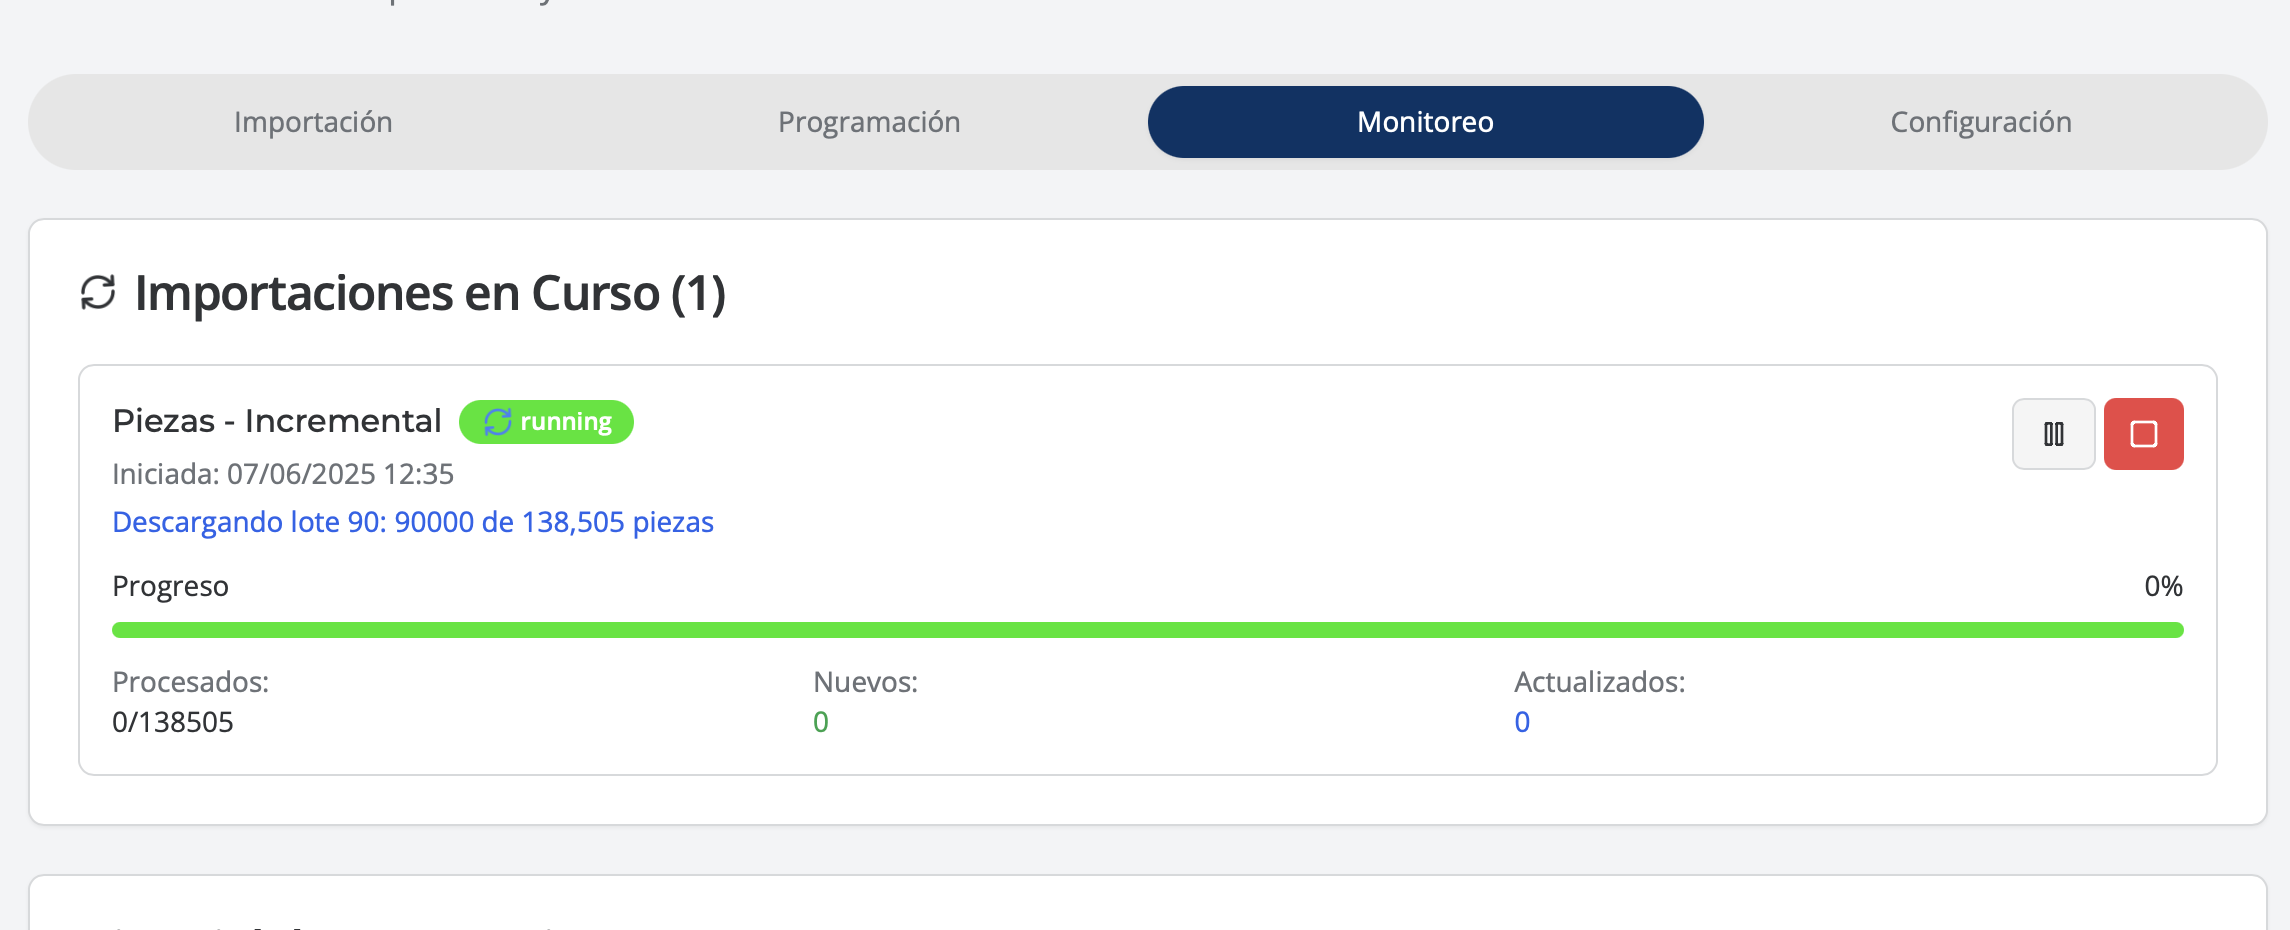 Importación
Programación
Monitoreo
Configuración
Importaciones en Curso (1)
Piezas - Incremental
running
Iniciada: 07/06/2025 12:35
Descargando lote 90: 90000 de 138,505 piezas
Progreso
0%
Procesados:
Nuevos:
Actualizados:
0/138505
0
0